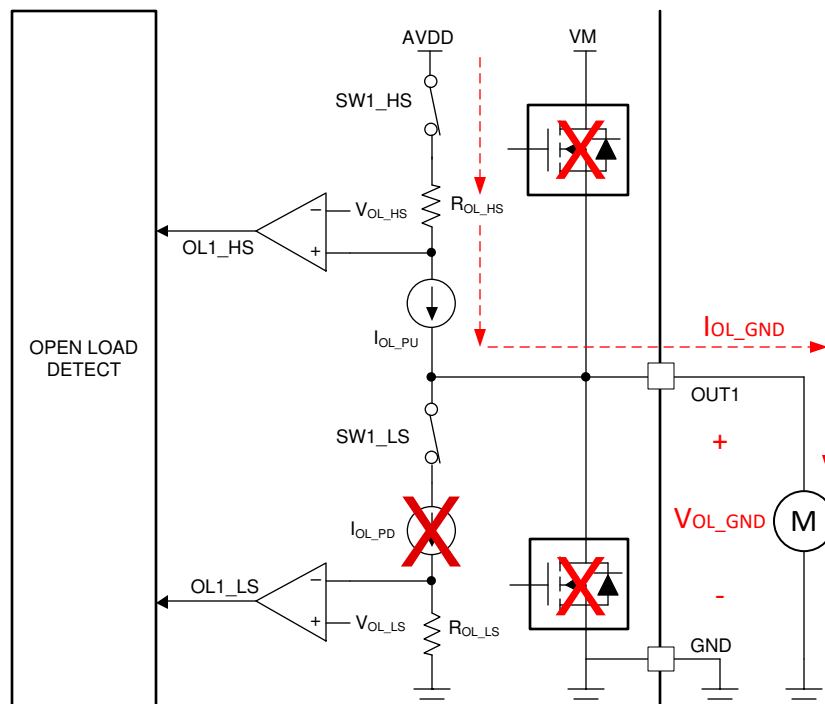 AVDD
VM
SW1_HS
VOL_HS
ROL_HS
−
+
OL1_HS
IOL_PU
IOL_GND
OPEN LOAD
DETECT
OUT1
SW1_LS
+
IOL_PD
VOL_GND
M
OL1_LS
−
+
VOL_LS
ROL_LS
-
GND